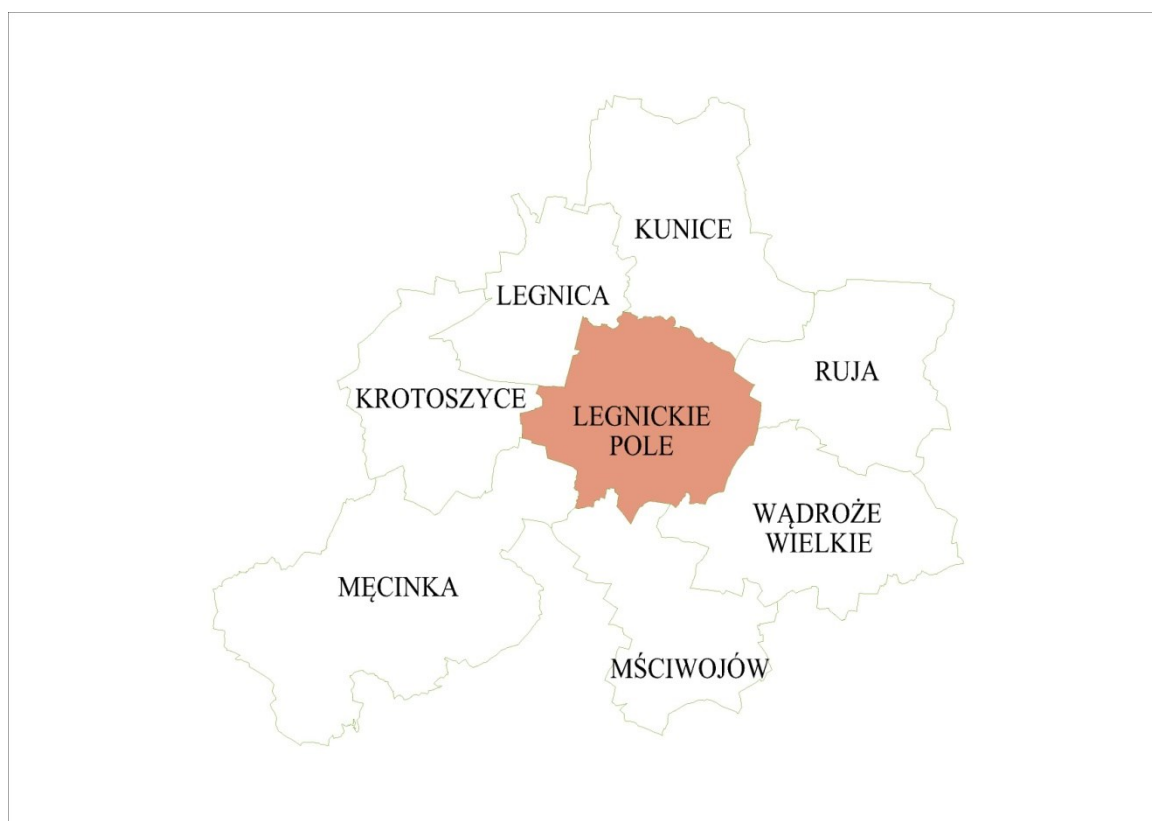 KUNICE
LEGNICA
RUJA
KROTOSZYCE
LEGNICKIE
POLE
WĄDROŻE
WIELKIE
MĘCINKA
MŚCIWOJÓW